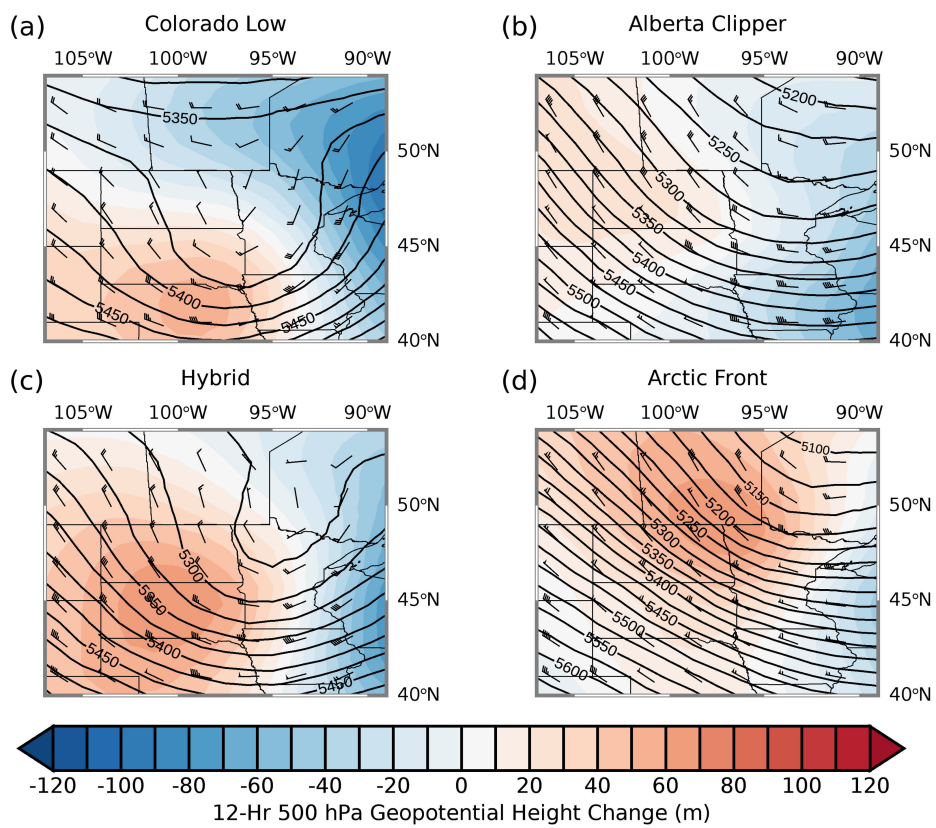 (a) Colorado Low
105°W 100°W 95°W 90°W
5350
5400
5450
5450
50°N
45°N
40°N
(b) Alberta Clipper
105°W 100°W 95°W 90°W
5200
5250
5300
5350
5400
5450
5500
50°N
45°N
40°N
(c) Hybrid
105°W 100°W 95°W 90°W
5300
5350
5400
5450
5450
50°N
45°N
40°N
(d) Arctic Front
105°W 100°W 95°W 90°W
5100
5150
5200
5250
5300
5350
5400
5450
5500
5550
5600
50°N
45°N
40°N
-120 -100 -80 -60 -40 -20 0 20 40 60 80 100 120
12-Hr 500 hPa Geopotential Height Change (m)